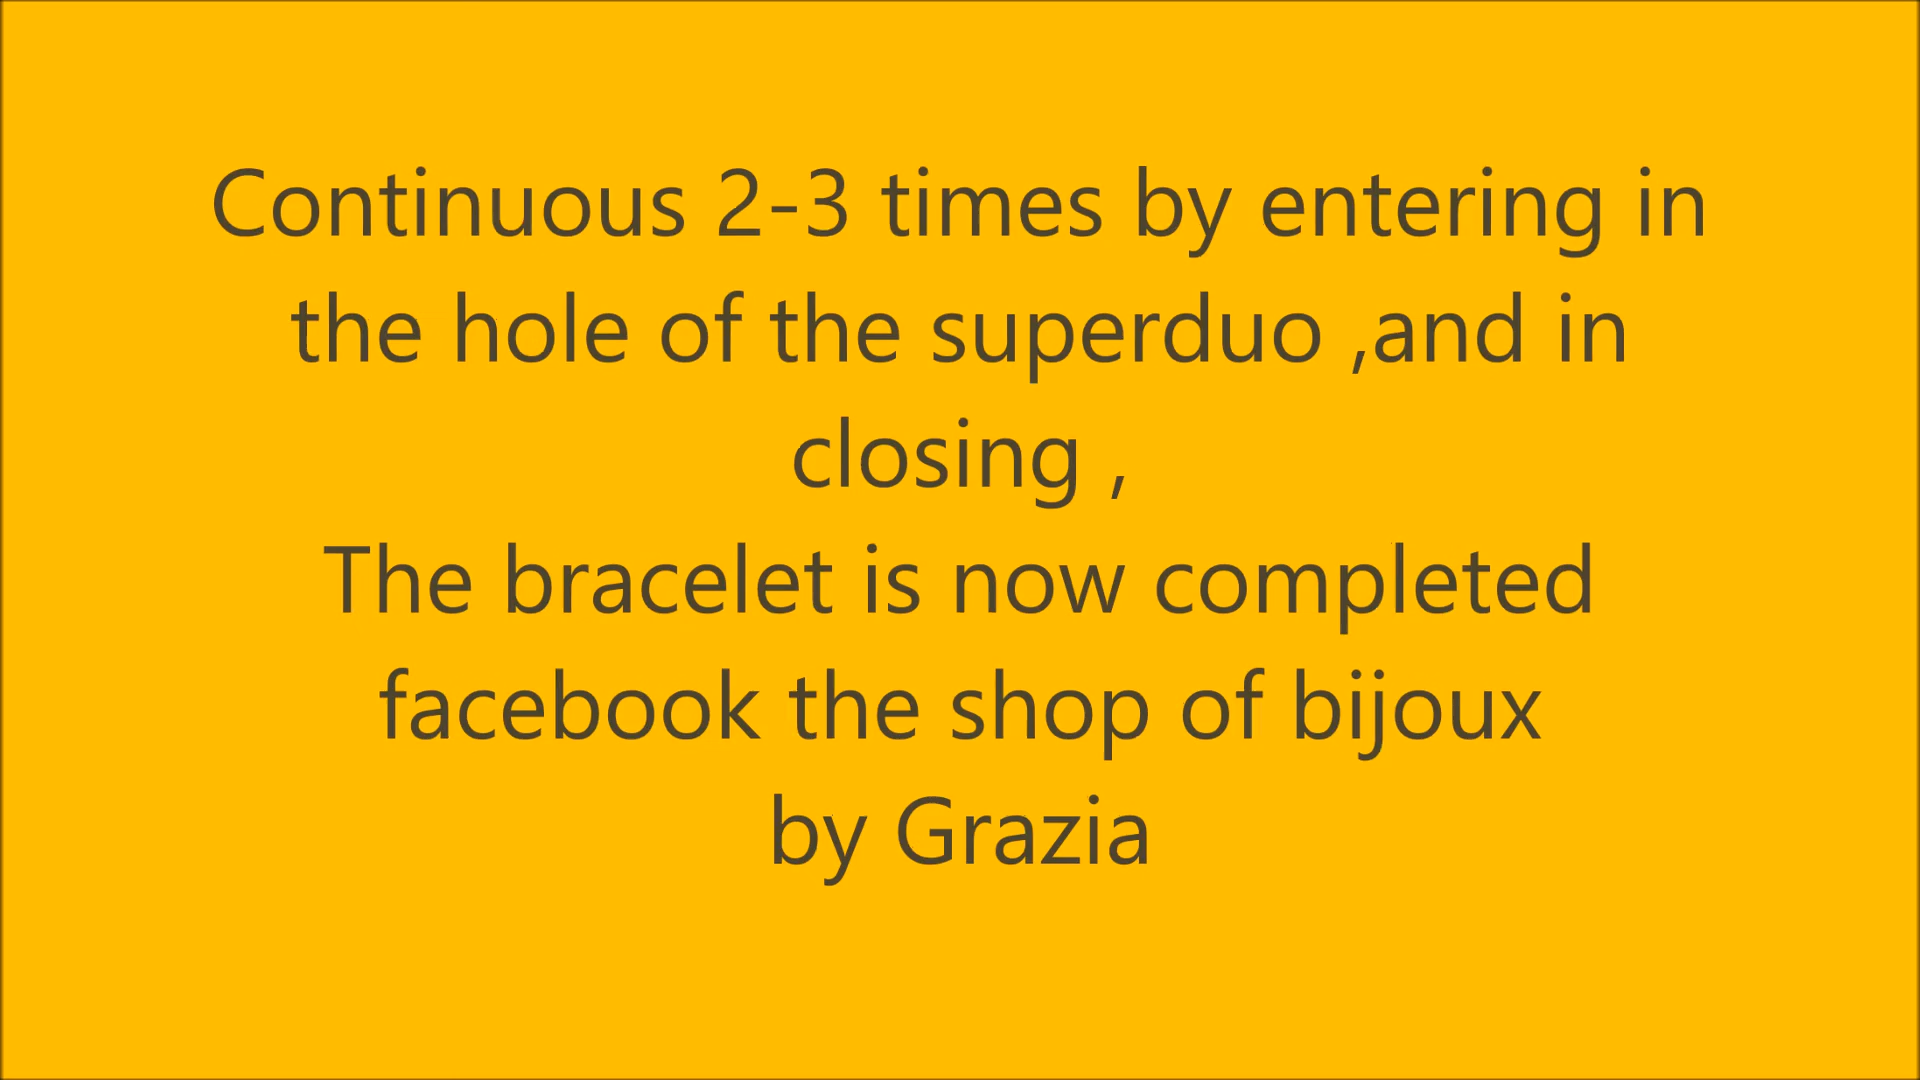 Continuous 2-3 times by entering in
the hole of the superduo ,and in
closing ,
The bracelet is now completed
facebook the shop of bijoux
by Grazia